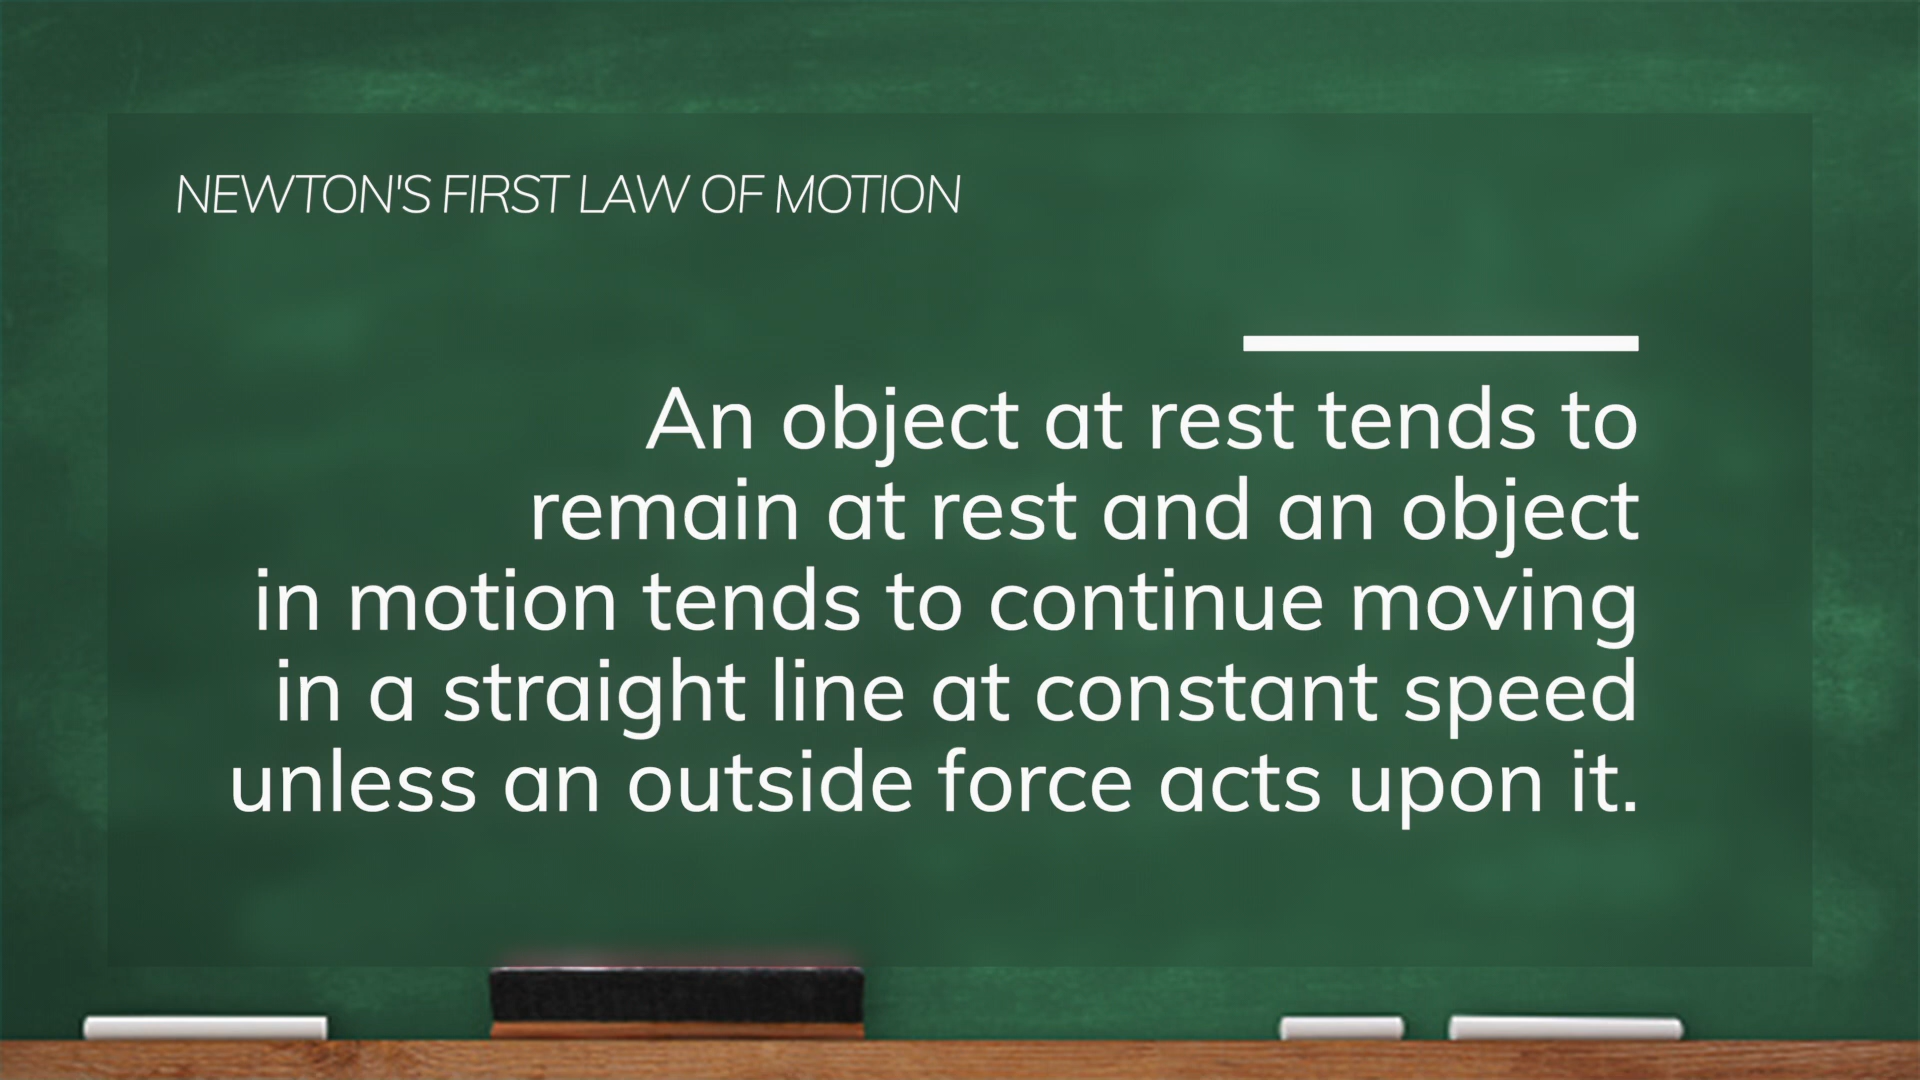 NEWTON'S FIRST LAW OF MOTION
An object at rest tends to
remain at rest and an object
in motion tends to continue moving
in a straight line at constant speed
unless an outside force acts upon it.